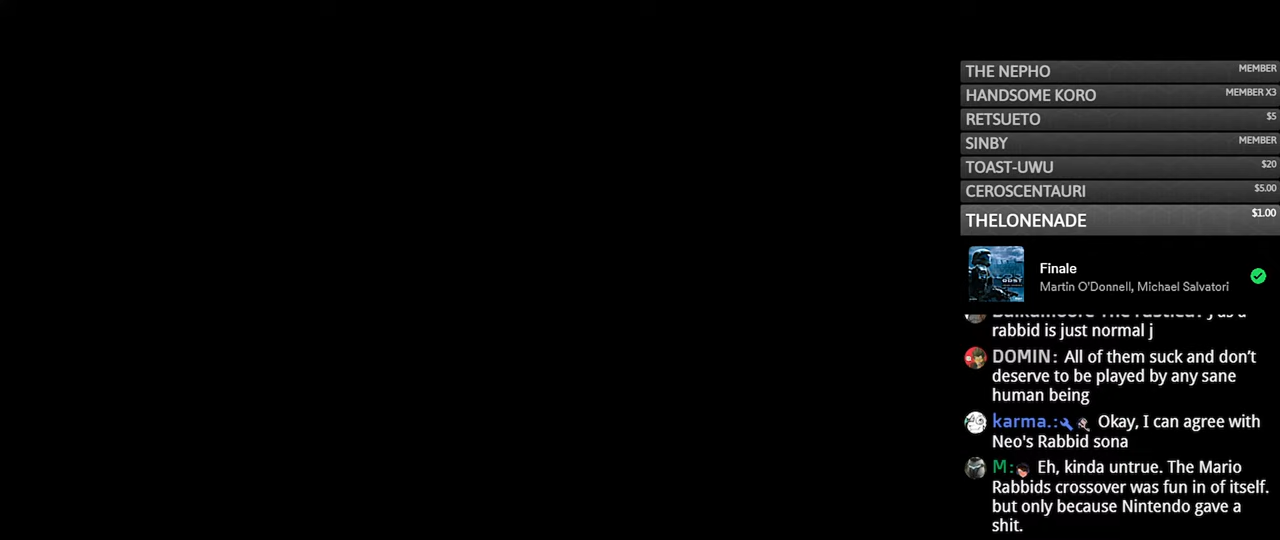 THE NEPHO MEMBER
HANDSOME KORO MEMBER X3
RETSUETO $5
SINBY MEMBER
TOAST-UWU $20
CEROSCENTAURI $5.00
THELONENADE $1.00
Finale
Martin O'Donnell, Michael Salvatori
rabbid is just normal j
DOMIN: All of them suck and don't
deserve to be played by any sane
human being
karma.: Okay, I can agree with
Neo's Rabbid sona
M: Eh, kinda untrue. The Mario
Rabbids crossover was fun in of itself.
but only because Nintendo gave a
shit.